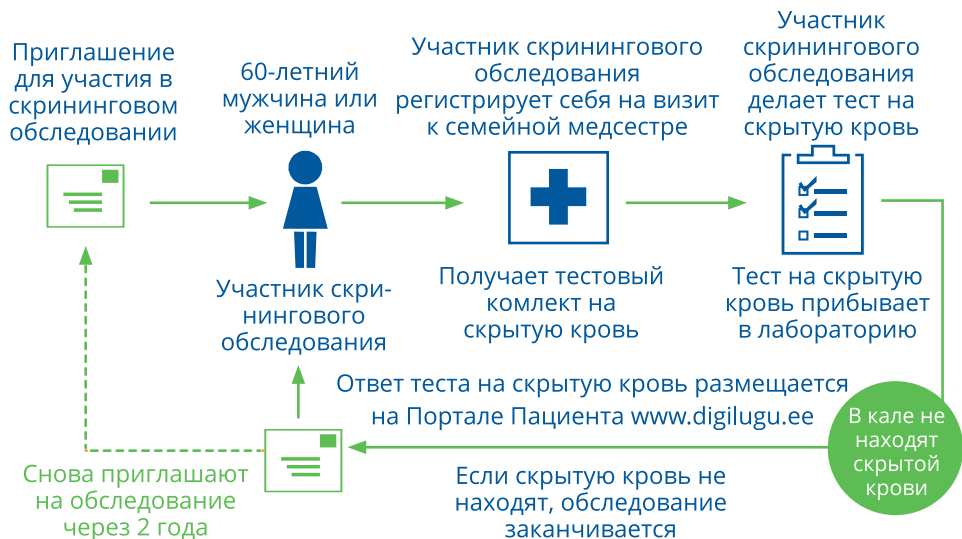 Приглашение
для участия в
скрининговом
обследовании
60-летний
мужчина или
женщина
Участник скри-
нингового
обследования
Участник скринингового
обследования
регистрирует себя на визит
к семейной медсестре
Получает тестовый
комлект на
скрытую кровь
Участник
скринингового
обследования
делает тест на
скрытую кровь
Тест на скрытую
кровь прибывает
в лабораторию
В кале не
находят
скрытой
крови
Ответ теста на скрытую кровь размещается
на Портале Пациента www.digilugu.ee
Если скрытую кровь не
находят, обследование
заканчивается
Снова приглашают
на обследование
через 2 года